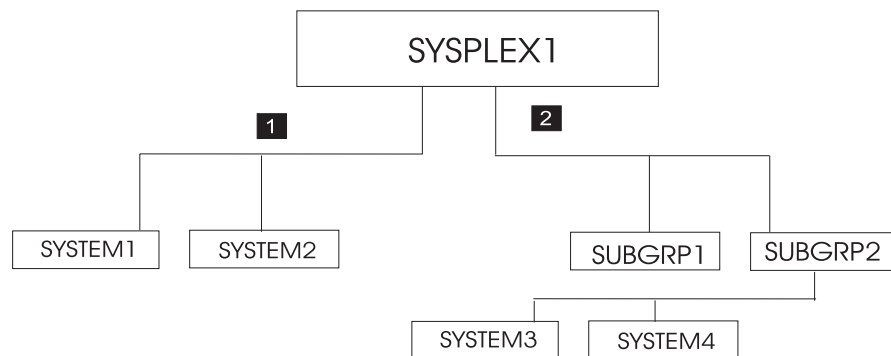 SYSPLEX1
1
2
SYSTEM1
SYSTEM2
SUBGRP1
SUBGRP2
SYSTEM3
SYSTEM4